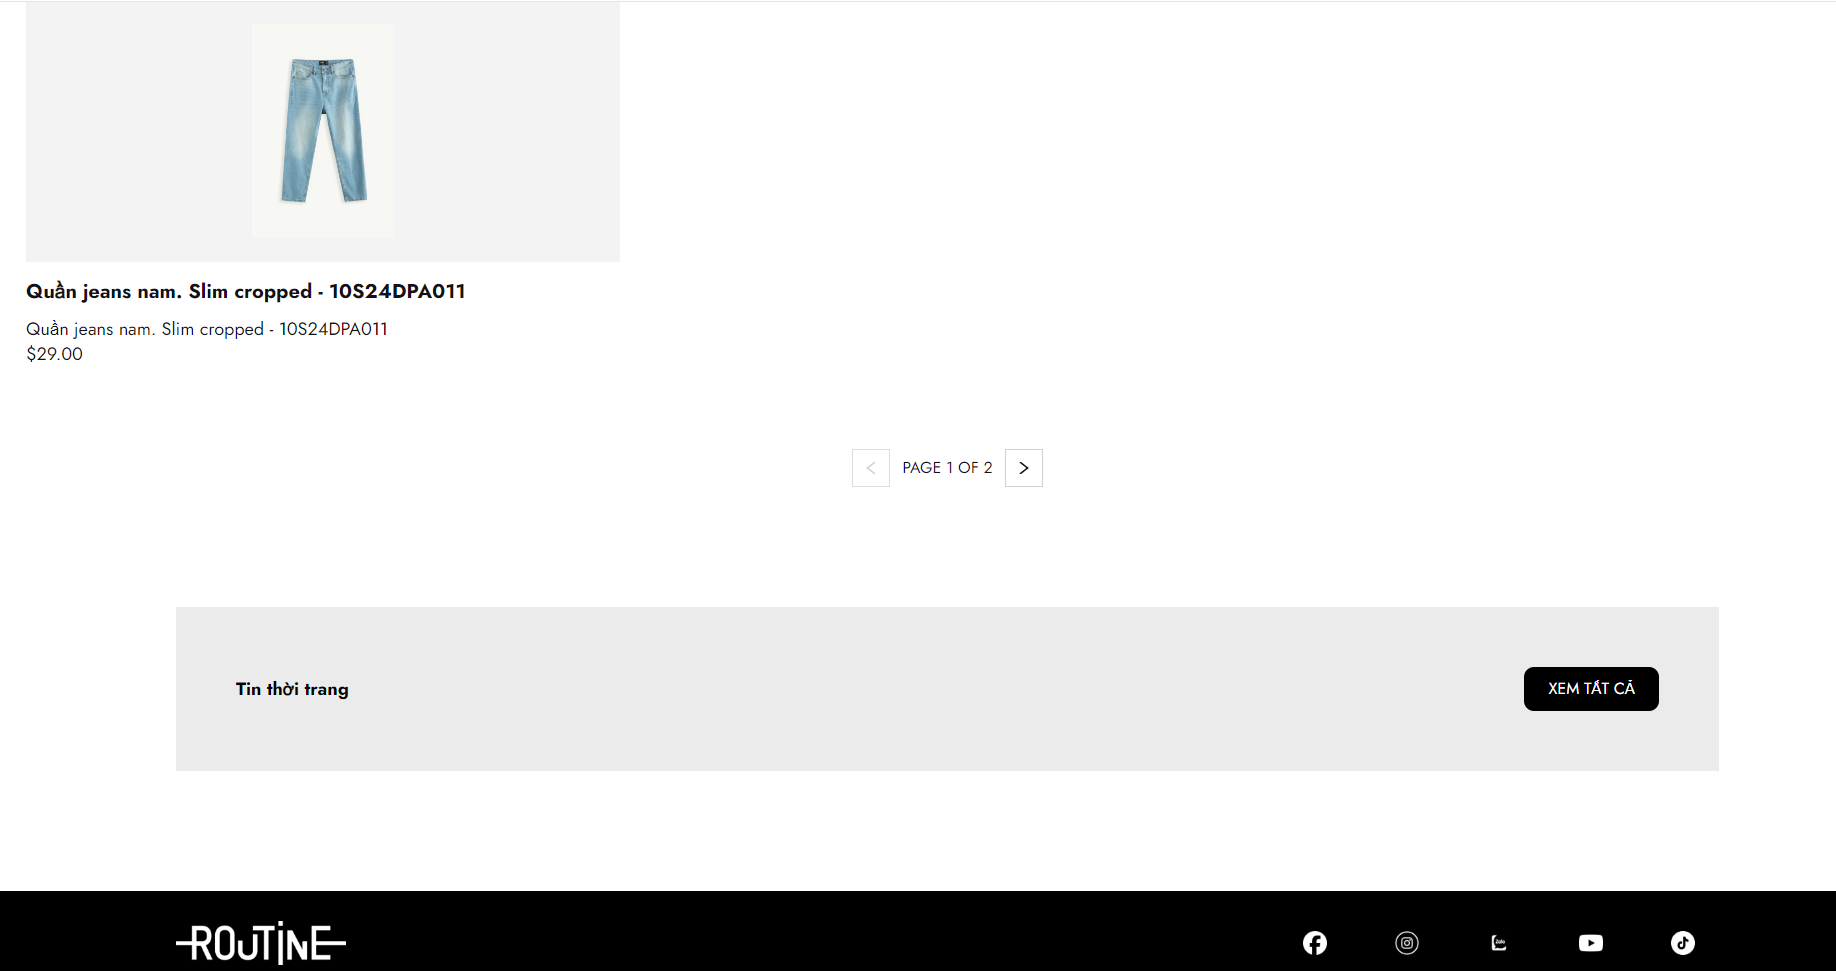 Quần jeans nam. Slim cropped - 10S24DPA011
Quần jeans nam. Slim cropped - 10S24DPA011
$29.00
< PAGE 1 OF 2 >
Tin thời trang
XEM TẤT CẢ
ROUTINE
Zalo